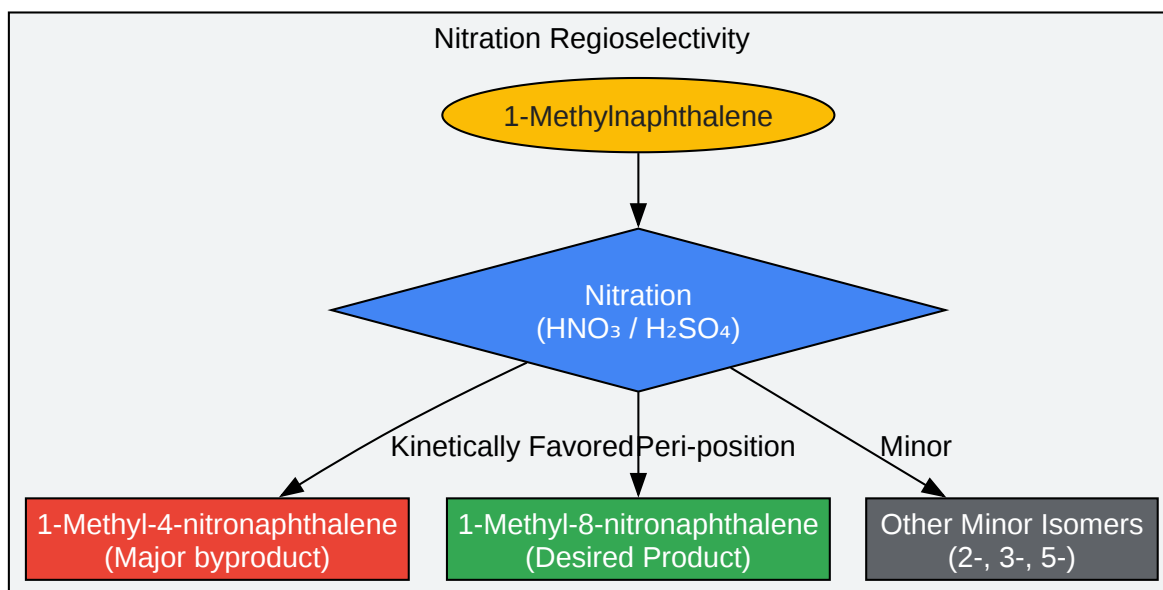 Nitration Regioselectivity
1-Methylnaphthalene
Nitration
(HNO₃ / H₂SO₄)
Kinetically Favored
Peri-position
Minor
1-Methyl-4-nitronaphthalene
(Major byproduct)
1-Methyl-8-nitronaphthalene
(Desired Product)
Other Minor Isomers
(2-, 3-, 5-)